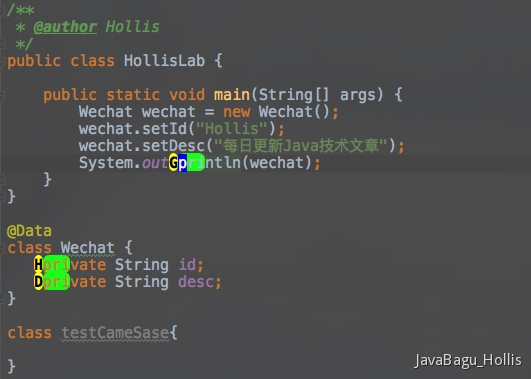 /**
 * @author Hollis
 */
public class HollisLab {
    public static void main(String[] args) {
        Wechat wechat = new Wechat();
        wechat.setId("Hollis");
        wechat.setDesc("每日更新Java技术文章");
        System.outGprintln(wechat);
    }
}
@Data
class Wechat {
   Hprivate String id;
   Dprivate String desc;
}
class testCameSase{
}
JavaBagu_Hollis